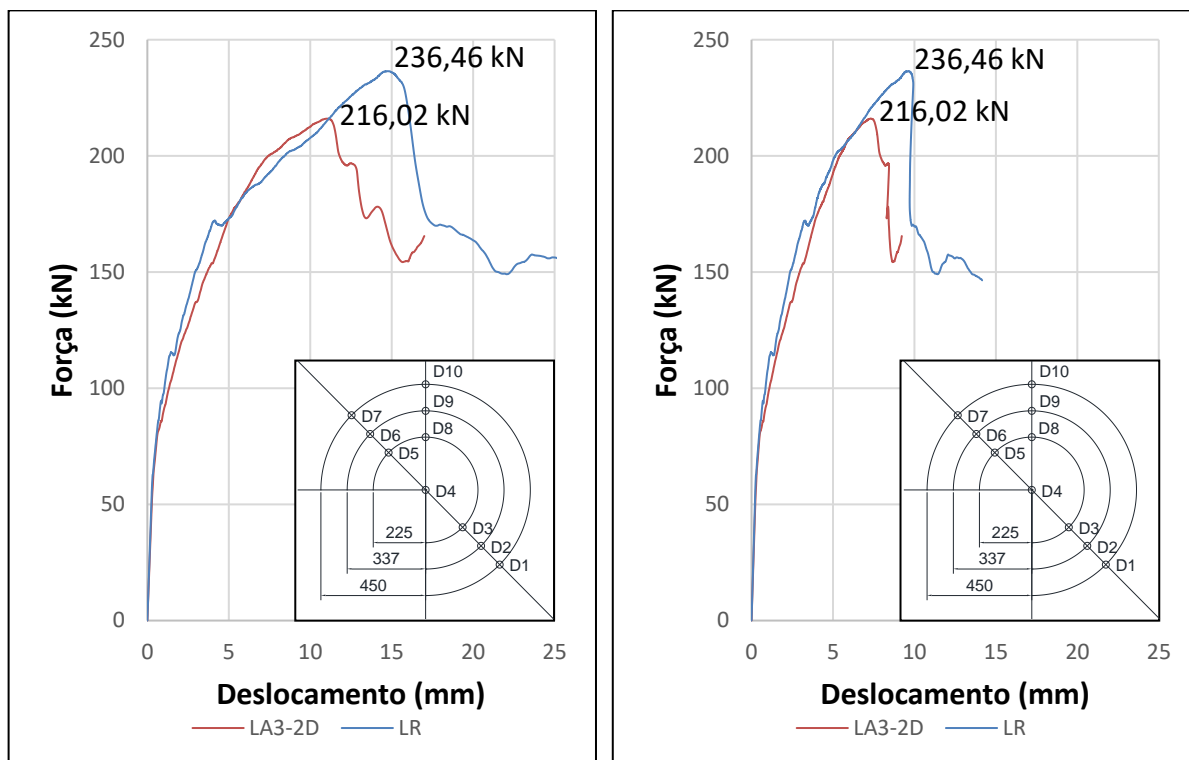 250
200
150
100
50
0
Força (kN)
236,46 kN
216,02 kN
D10
D9
D8
D7
D6
D5
D4
D3
D2
D1
225
337
450
0 5 10 15 20 25
Deslocamento (mm)
LA3-2D LR
250
200
150
100
50
0
Força (kN)
236,46 kN
216,02 kN
D10
D9
D8
D7
D6
D5
D4
D3
D2
D1
225
337
450
0 5 10 15 20 25
Deslocamento (mm)
LA3-2D LR